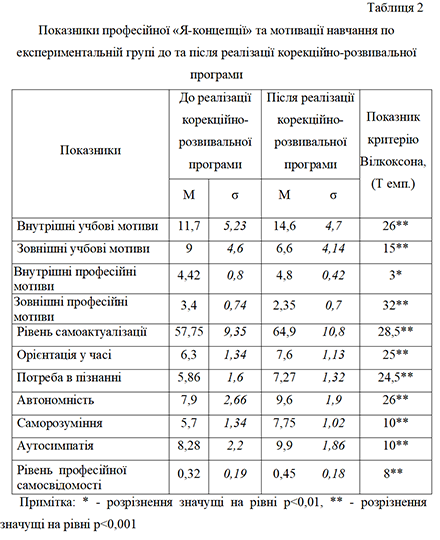 Таблиця 2
Показники професійної «Я-концепції» та мотивації навчання по
експериментальній групі до та після реалізації корекційно-розвивальної
програми
Показники
До реалізації
корекційно-
розвивальної
програми
Після реалізації
корекційно-
розвивальної
програми
Показник
критерію
Вілкоксона,
(Т емп.)
М σ М σ
Внутрішні учбові мотиви 11,7 5,23 14,6 4,7 26**
Зовнішні учбові мотиви 9 4,6 6,6 4,14 15**
Внутрішні професійні
мотиви 4,42 0,8 4,8 0,42 3*
Зовнішні професійні
мотиви 3,4 0,74 2,35 0,7 32**
Рівень самоактуалізації 57,75 9,35 64,9 10,8 28,5**
Орієнтація у часі 6,3 1,34 7,6 1,13 25**
Потреба в пізнанні 5,86 1,6 7,27 1,32 24,5**
Автономність 7,9 2,66 9,6 1,9 26**
Саморозуміння 5,7 1,34 7,75 1,02 10**
Аутосимпатія 8,28 2,2 9,9 1,86 10**
Рівень професійної
самосвідомості 0,32 0,19 0,45 0,18 8**
Примітка: * - розрізнення значущі на рівні p<0,01, ** - розрізнення
значущі на рівні p<0,001